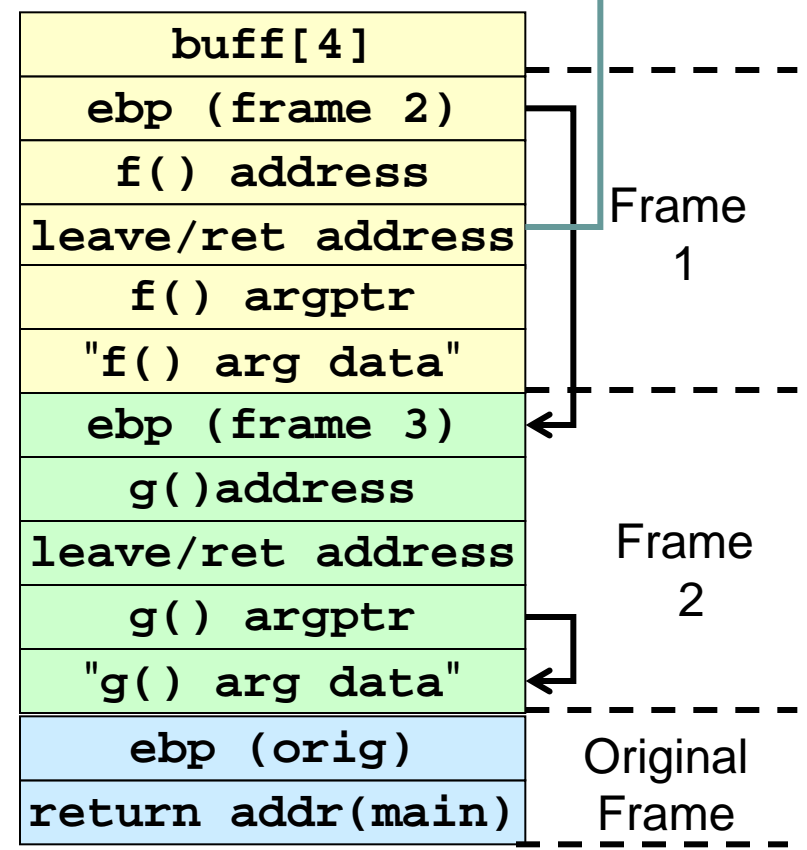 buff[4]
ebp (frame 2)
f() address
leave/ret address
f() argptr
"f() arg data"
Frame
1
ebp (frame 3)
g()address
leave/ret address
g() argptr
"g() arg data"
Frame
2
ebp (orig)
return addr(main)
Original
Frame